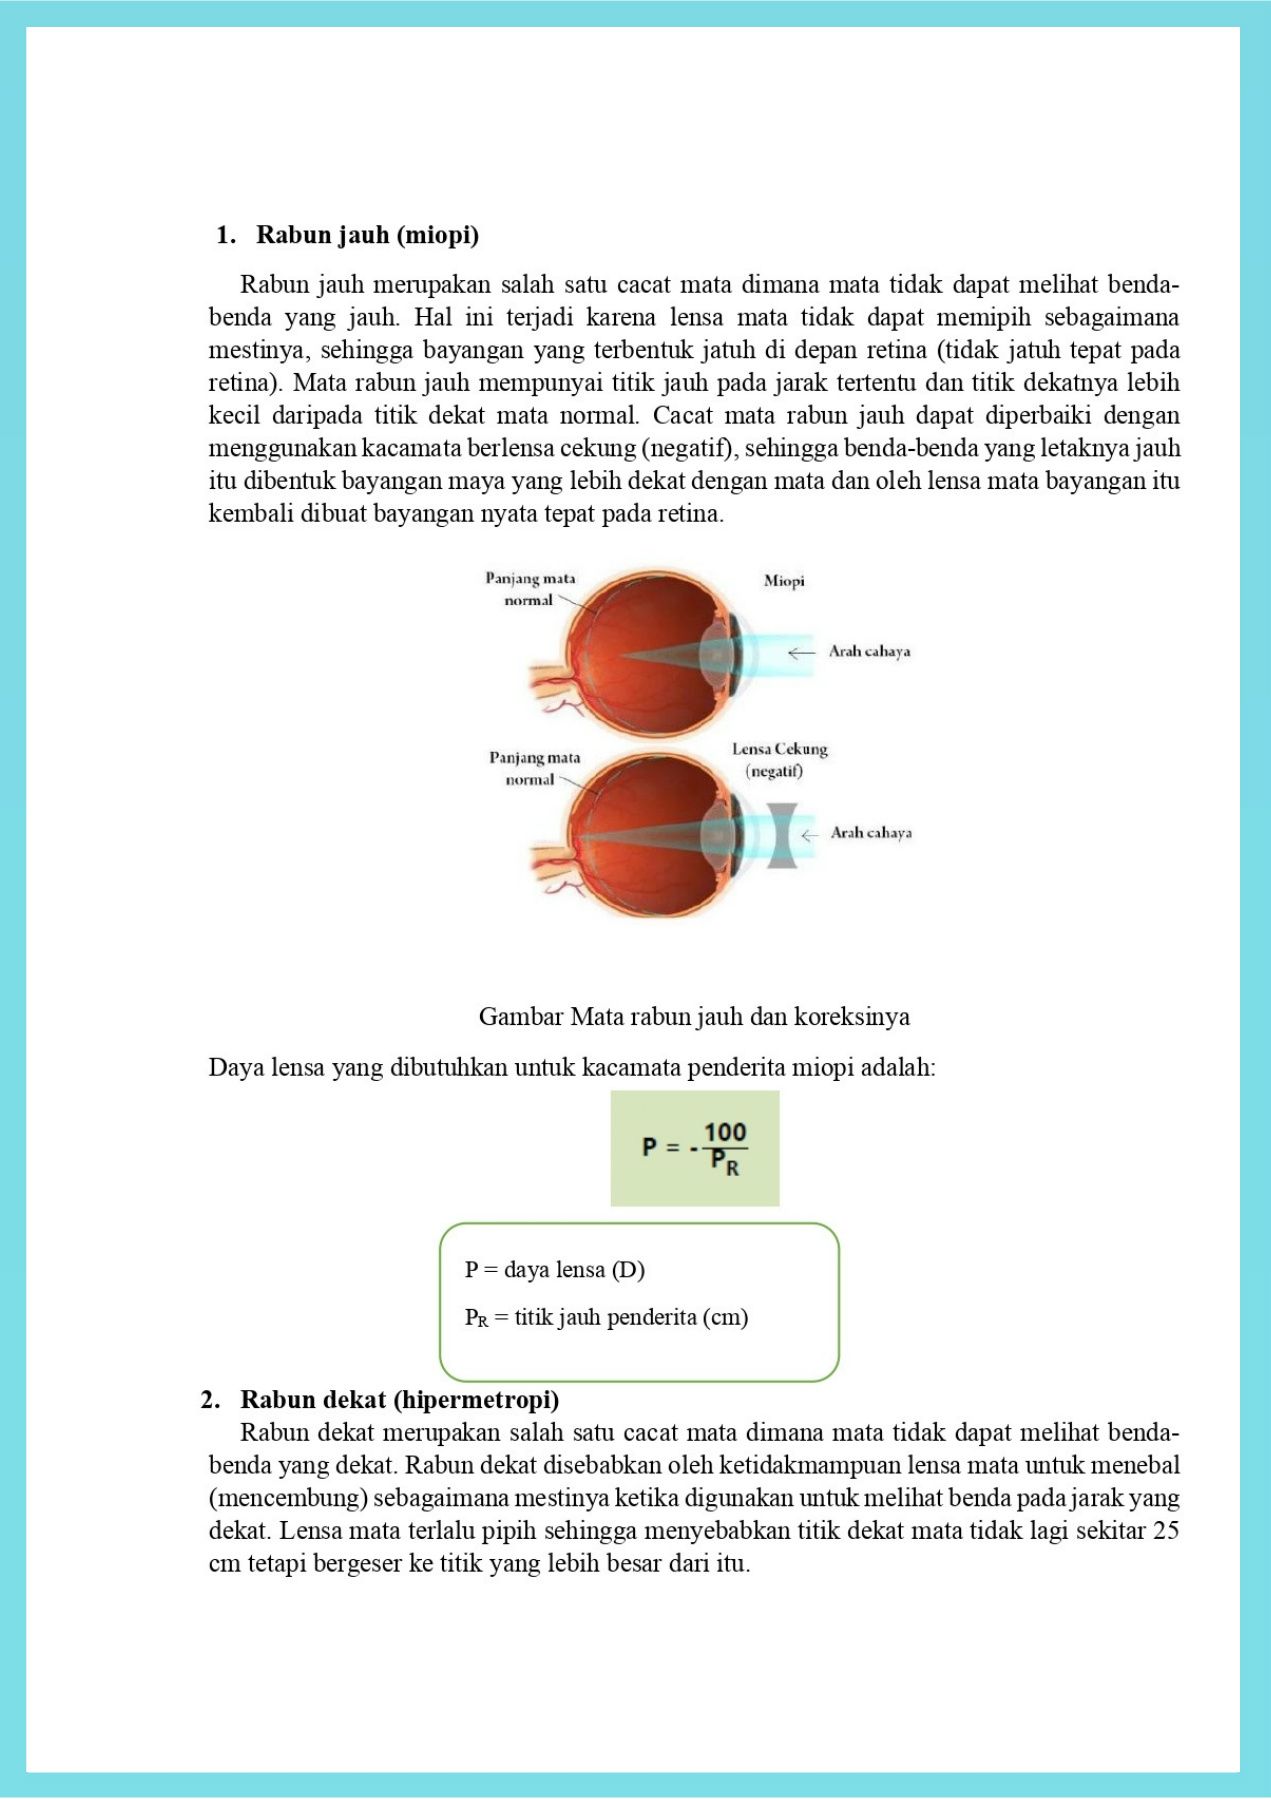 1. Rabun jauh (miopi)
Rabun jauh merupakan salah satu cacat mata dimana mata tidak dapat melihat benda-
benda yang jauh. Hal ini terjadi karena lensa mata tidak dapat memipih sebagaimana
mestinya, sehingga bayangan yang terbentuk jatuh di depan retina (tidak jatuh tepat pada
retina). Mata rabun jauh mempunyai titik jauh pada jarak tertentu dan titik dekatnya lebih
kecil daripada titik dekat mata normal. Cacat mata rabun jauh dapat diperbaiki dengan
menggunakan kacamata berlensa cekung (negatif), sehingga benda-benda yang letaknya jauh
itu dibentuk bayangan maya yang lebih dekat dengan mata dan oleh lensa mata bayangan itu
kembali dibuat bayangan nyata tepat pada retina.
Panjang mata
normal
Miopi
Arah cahaya
Panjang mata
normal
Lensa Cekung
(negatif)
Arah cahaya
Gambar Mata rabun jauh dan koreksinya
Daya lensa yang dibutuhkan untuk kacamata penderita miopi adalah:
P = - 100
PR
P = daya lensa (D)
PR = titik jauh penderita (cm)
2. Rabun dekat (hipermetropi)
Rabun dekat merupakan salah satu cacat mata dimana mata tidak dapat melihat benda-
benda yang dekat. Rabun dekat disebabkan oleh ketidakmampuan lensa mata untuk menebal
(mencembung) sebagaimana mestinya ketika digunakan untuk melihat benda pada jarak yang
dekat. Lensa mata terlalu pipih sehingga menyebabkan titik dekat mata tidak lagi sekitar 25
cm tetapi bergeser ke titik yang lebih besar dari itu.